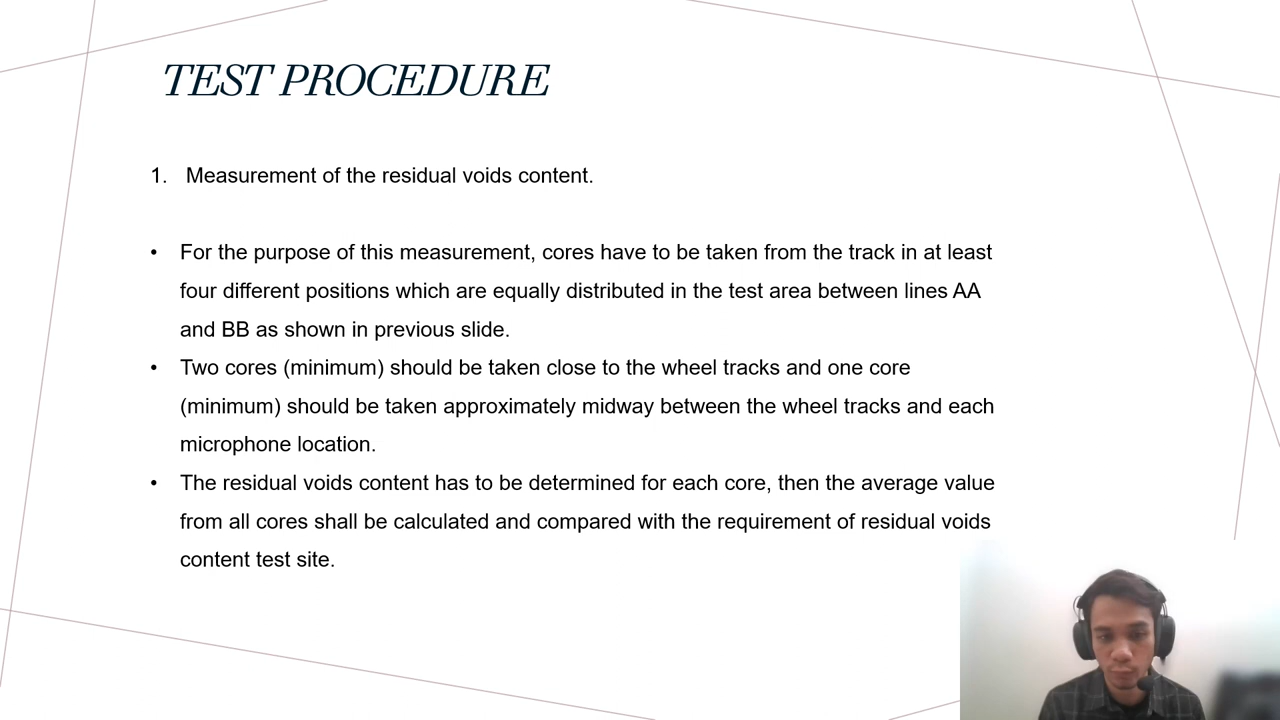 TEST PROCEDURE
1. Measurement of the residual voids content.
• For the purpose of this measurement, cores have to be taken from the track in at least
four different positions which are equally distributed in the test area between lines AA
and BB as shown in previous slide.
• Two cores (minimum) should be taken close to the wheel tracks and one core
(minimum) should be taken approximately midway between the wheel tracks and each
microphone location.
• The residual voids content has to be determined for each core, then the average value
from all cores shall be calculated and compared with the requirement of residual voids
content test site.